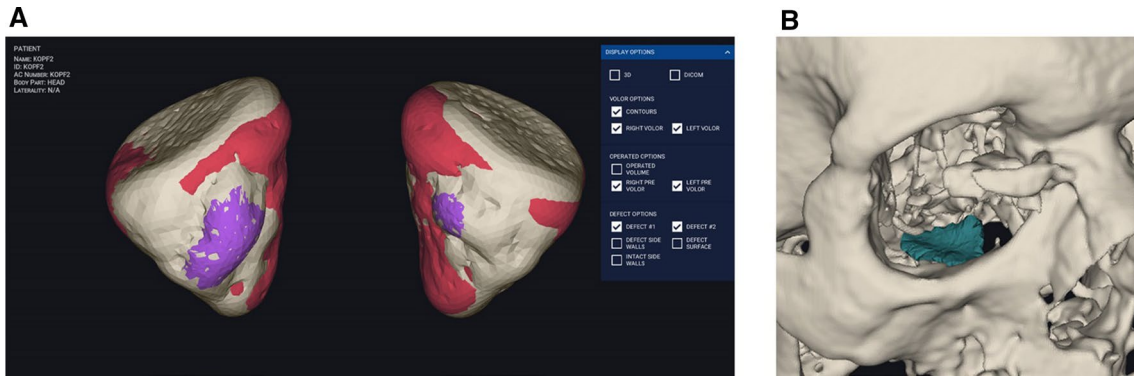 A
B
PATIENT
NAME: KOPF2
ID: KOPF2
AC NUMBER: KOPF2
BODY PART: HEAD
LATERALITY: N/A
DISPLAY OPTIONS
3D DICOM
VOLOR OPTIONS
CONTOURS
RIGHT VOLOR LEFT VOLOR
OPERATED OPTIONS
OPERATED
VOLUME
RIGHT PRE LEFT PRE
VOLOR VOLOR
DEFECT OPTIONS
DEFECT #1 DEFECT #2
DEFECT SIDE DEFECT
WALLS SURFACE
INTACT SIDE
WALLS